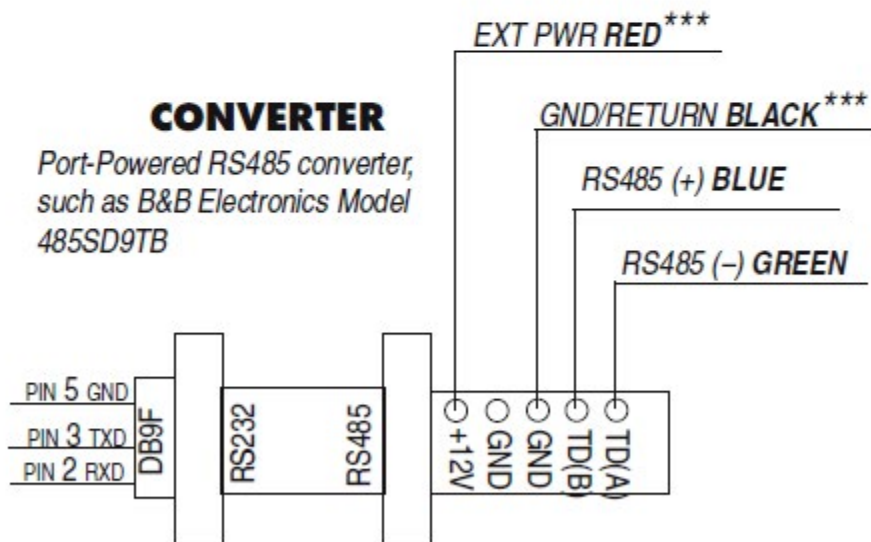 EXT PWR RED***
CONVERTER
GND/RETURN BLACK***
Port-Powered RS485 converter,
such as B&B Electronics Model
485SD9TB
RS485 (+) BLUE
RS485 (–) GREEN
PIN 5 GND
PIN 3 TXD
PIN 2 RXD
DB9F
RS232
RS485
+12V
GND
GND
TD(B)
TD(A)